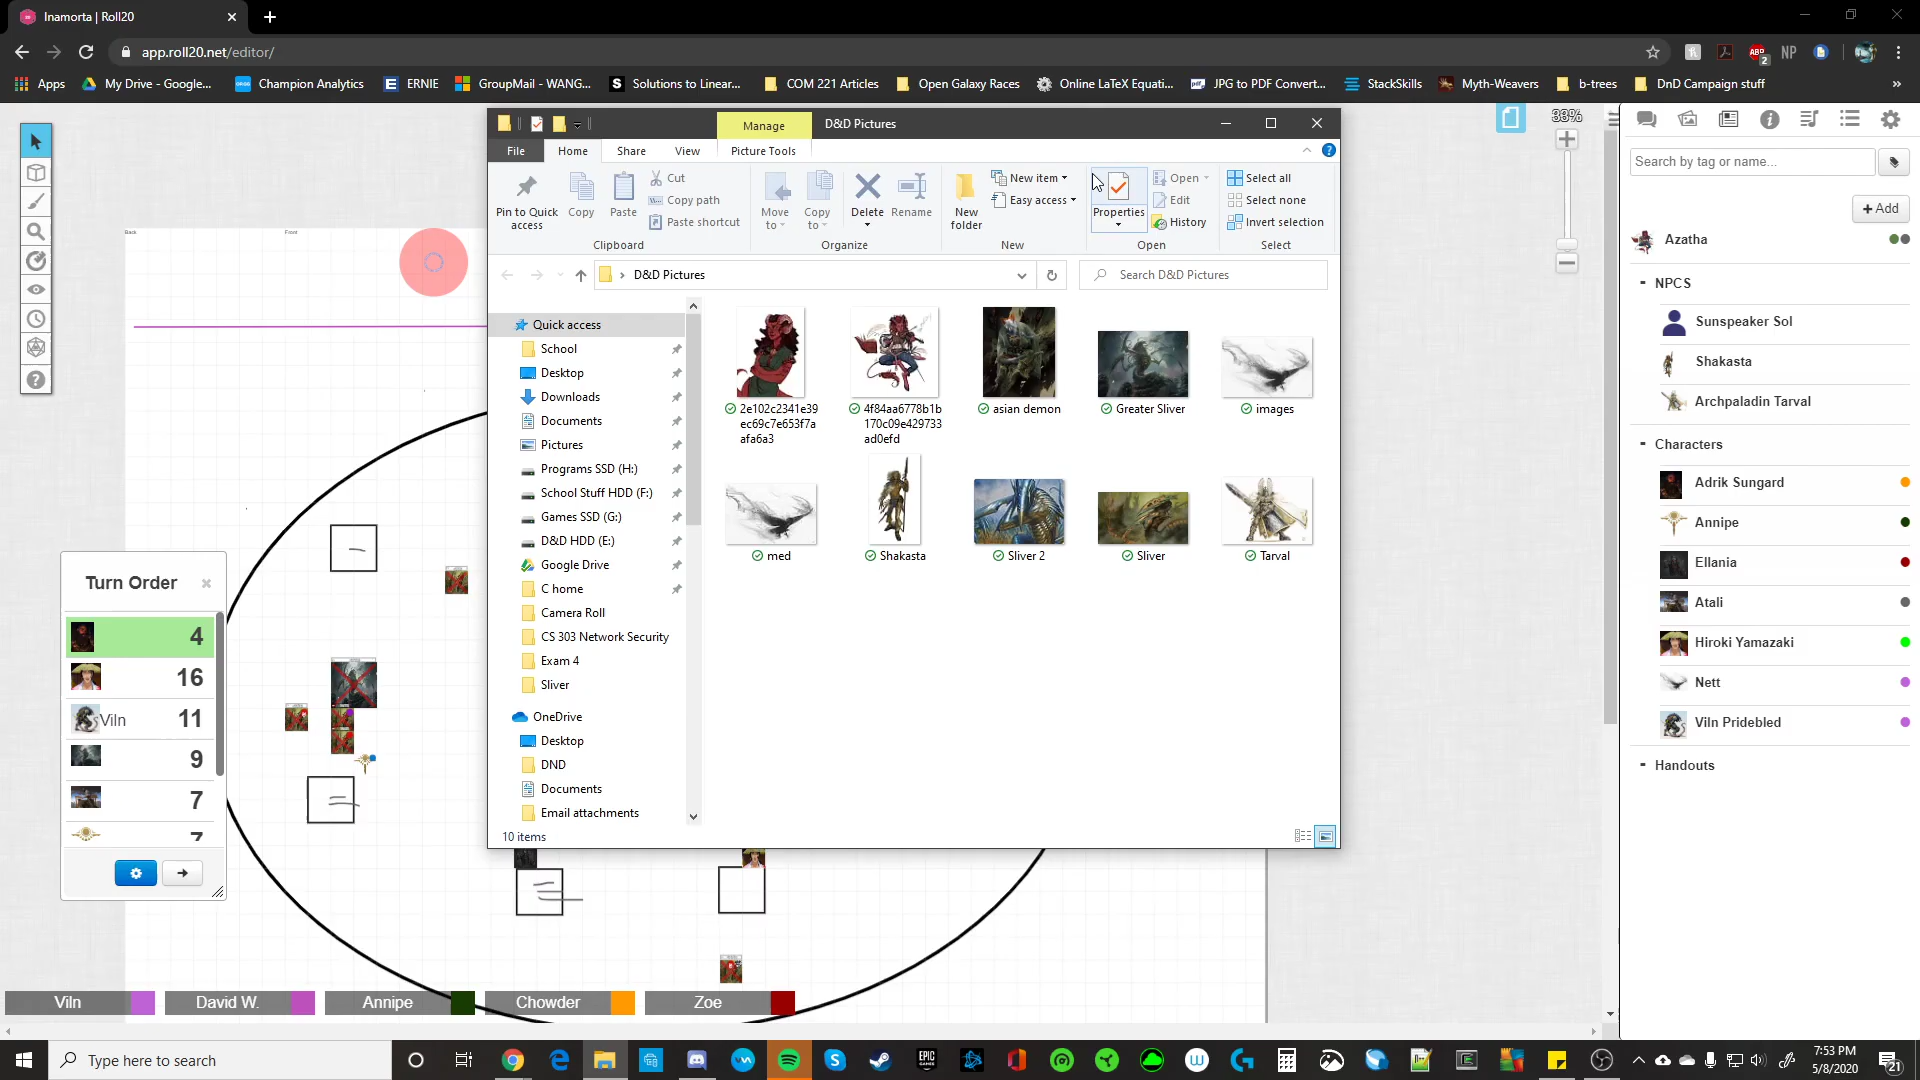 Inamorta | Roll20
app.roll20.net/editor/
Apps
My Drive - Google...
Champion Analytics
ERNIE
GroupMail - WANG...
Solutions to Linear...
COM 221 Articles
Open Galaxy Races
Online LaTeX Equati...
JPG to PDF Convert...
StackSkills
Myth-Weavers
b-trees
DnD Campaign stuff
Manage
D&D Pictures
File
Home
Share
View
Picture Tools
Pin to Quick access
Copy
Paste
Cut
Copy path
Paste shortcut
Clipboard
Move to
Copy to
Delete
Rename
Organize
New folder
New item
Easy access
New
Properties
Open
Edit
History
Open
Select all
Select none
Invert selection
Select
D&D Pictures
Search D&D Pictures
Quick access
School
Desktop
Downloads
Documents
Pictures
Programs SSD (H:)
School Stuff HDD (F:)
Games SSD (G:)
D&D HDD (E:)
Google Drive
C home
Camera Roll
CS 303 Network Security
Exam 4
Sliver
OneDrive
Desktop
DND
Documents
Email attachments
2e102c2341e39
ec69c7e653f7a
afa6a3
4f84aa6778b1b
170c09e429733
ad0efd
asian demon
Greater Sliver
images
med
Shakasta
Sliver 2
Sliver
Tarval
10 items
Back
Front
Turn Order
4
16
Viln 11
9
7
7
Viln
David W.
Annipe
Chowder
Zoe
38%
Search by tag or name...
+ Add
Azatha
NPCS
Sunspeaker Sol
Shakasta
Archpaladin Tarval
Characters
Adrik Sungard
Annipe
Ellania
Atali
Hiroki Yamazaki
Nett
Viln Pridebled
Handouts
Type here to search
7:53 PM
5/8/2020
21